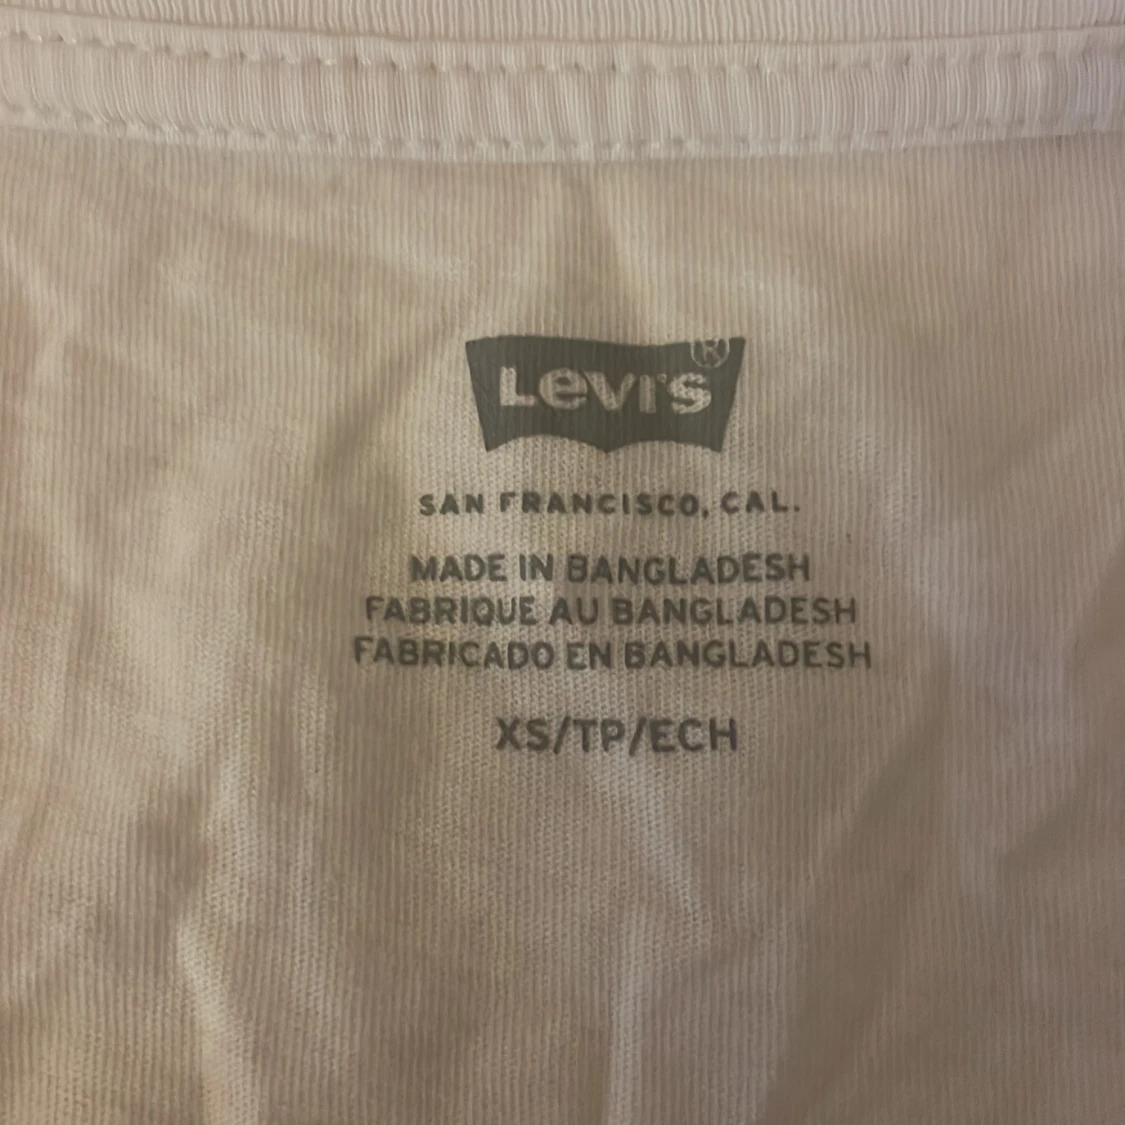 Levi's®
SAN FRANCISCO, CAL.
MADE IN BANGLADESH
FABRIQUE AU BANGLADESH
FABRICADO EN BANGLADESH
XS/TP/ECH